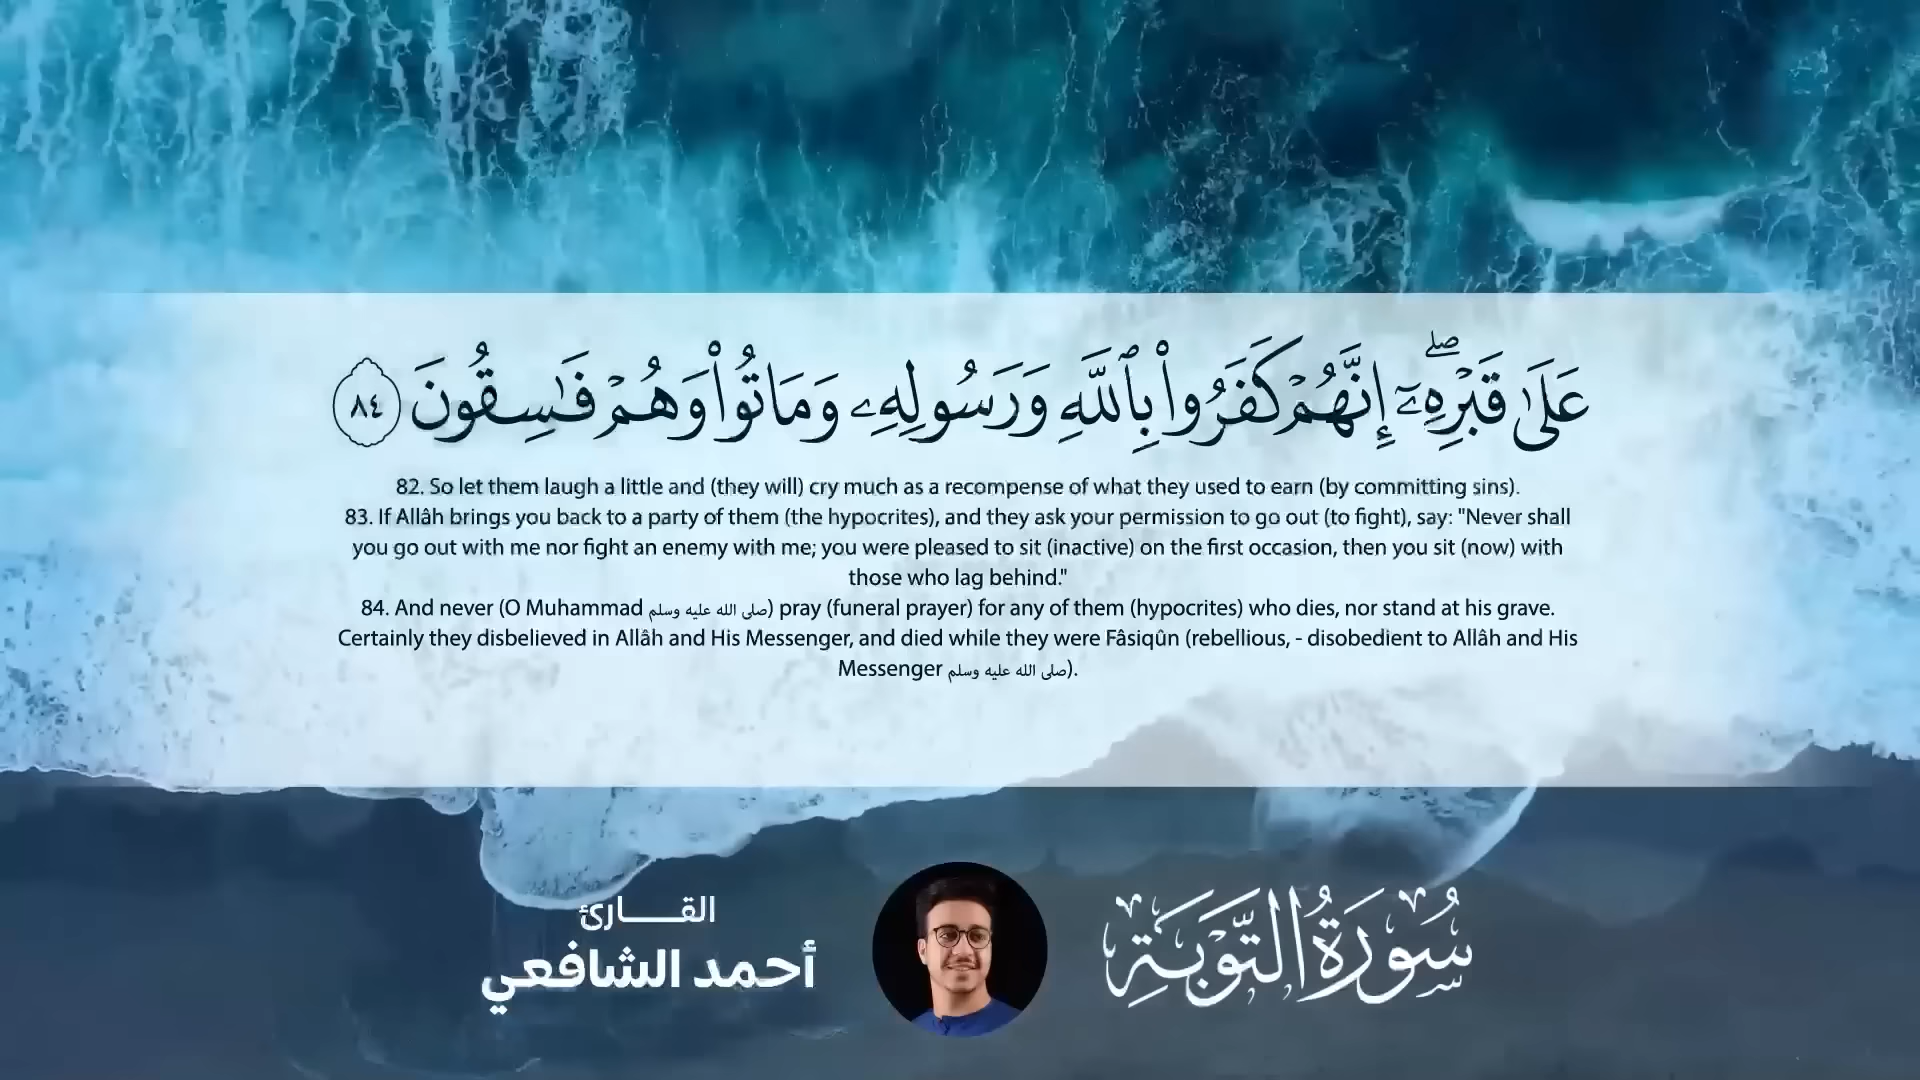 عَلَىٰ قَبْرِهِۦٓ ۖ إِنَّهُمْ كَفَرُوا۟ بِٱللَّهِ وَرَسُولِهِۦ وَمَاتُوا۟ وَهُمْ فَـٰسِقُونَ ٨٤
82. So let them laugh a little and (they will) cry much as a recompense of what they used to earn (by committing sins).
83. If Allâh brings you back to a party of them (the hypocrites), and they ask your permission to go out (to fight), say: "Never shall
you go out with me nor fight an enemy with me; you were pleased to sit (inactive) on the first occasion, then you sit (now) with
those who lag behind."
84. And never (O Muhammad صلى الله عليه وسلم) pray (funeral prayer) for any of them (hypocrites) who dies, nor stand at his grave.
Certainly they disbelieved in Allâh and His Messenger, and died while they were Fâsiqûn (rebellious, - disobedient to Allâh and His
Messenger صلى الله عليه وسلم).
سُورَةُ التَّوْبَةِ
القـــارئ
أحمد الشافعي